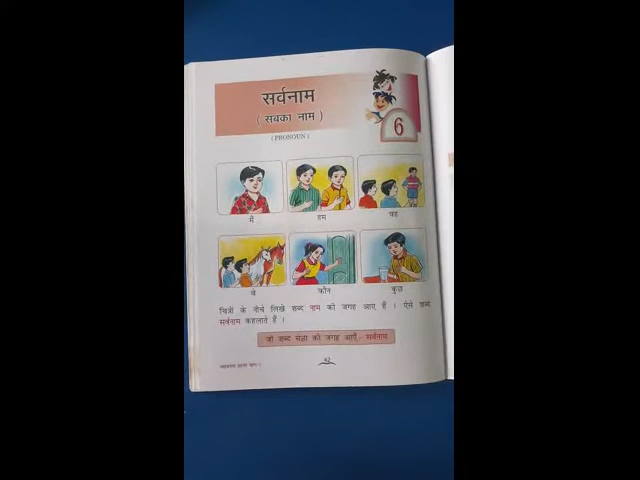 सर्वनाम
( सबका नाम )
( PRONOUN )
6
मैं
हम
वह
वे
कौन
कुछ
चित्रों के नीचे लिखे शब्द नाम की जगह आए हैं । ऐसे शब्द
सर्वनाम कहलाते हैं ।
जो शब्द संज्ञा की जगह आएँ- सर्वनाम
42